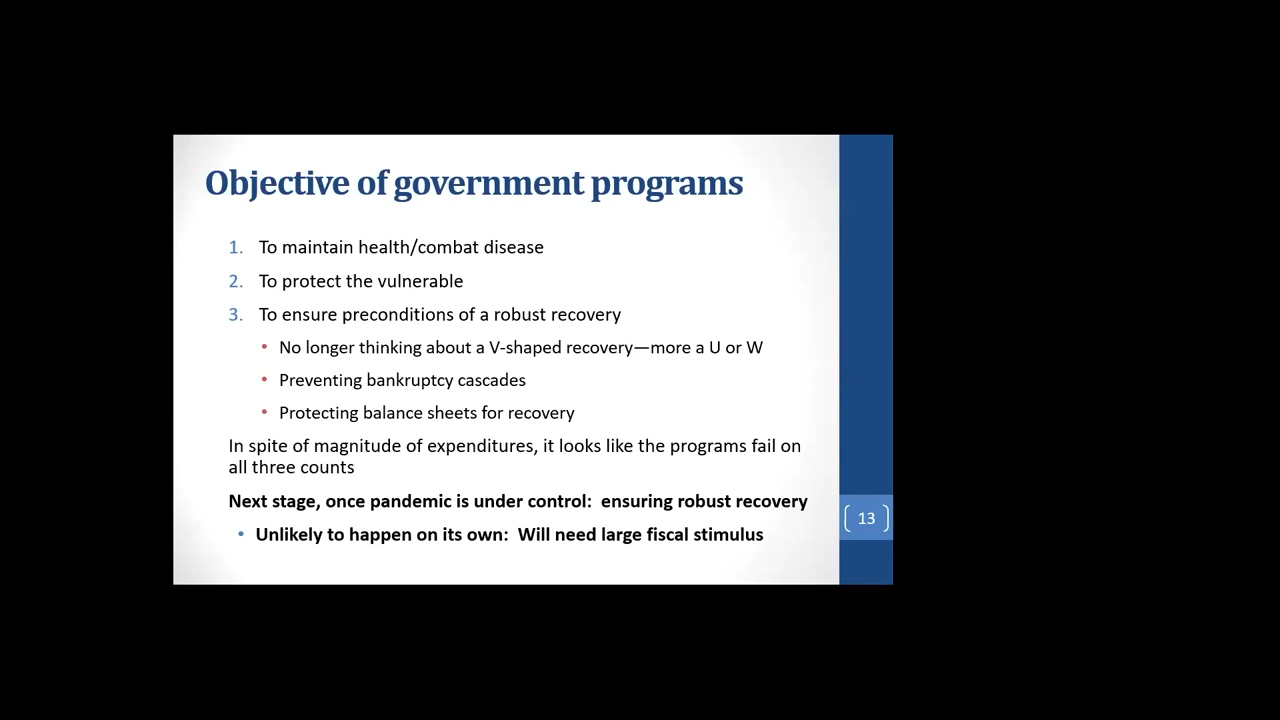 Objective of government programs
1. To maintain health/combat disease
2. To protect the vulnerable
3. To ensure preconditions of a robust recovery
• No longer thinking about a V-shaped recovery—more a U or W
• Preventing bankruptcy cascades
• Protecting balance sheets for recovery
In spite of magnitude of expenditures, it looks like the programs fail on
all three counts
Next stage, once pandemic is under control:  ensuring robust recovery
• Unlikely to happen on its own:  Will need large fiscal stimulus
13